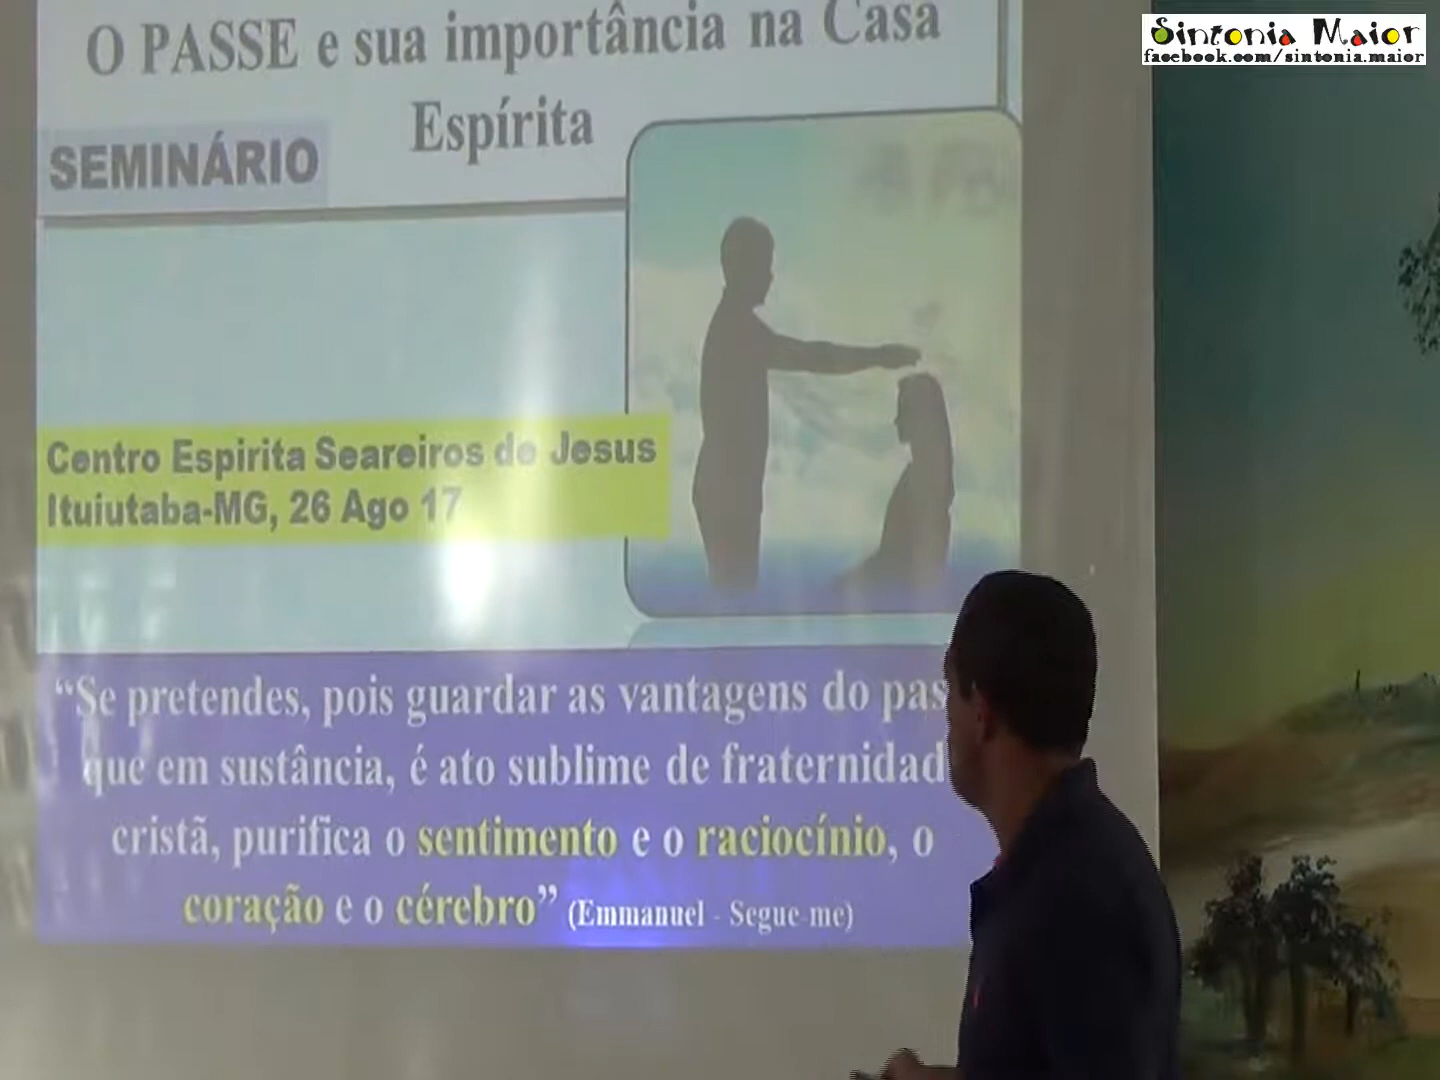 Sintonia Maior
facebook.com/sintonia.maior
O PASSE e sua importância na Casa
Espírita
SEMINÁRIO
Centro Espirita Seareiros de Jesus
Ituiutaba-MG, 26 Ago 17
“Se pretendes, pois guardar as vantagens do pas
que em sustância, é ato sublime de fraternidad
cristã, purifica o sentimento e o raciocínio, o
coração e o cérebro” (Emmanuel - Segue-me)